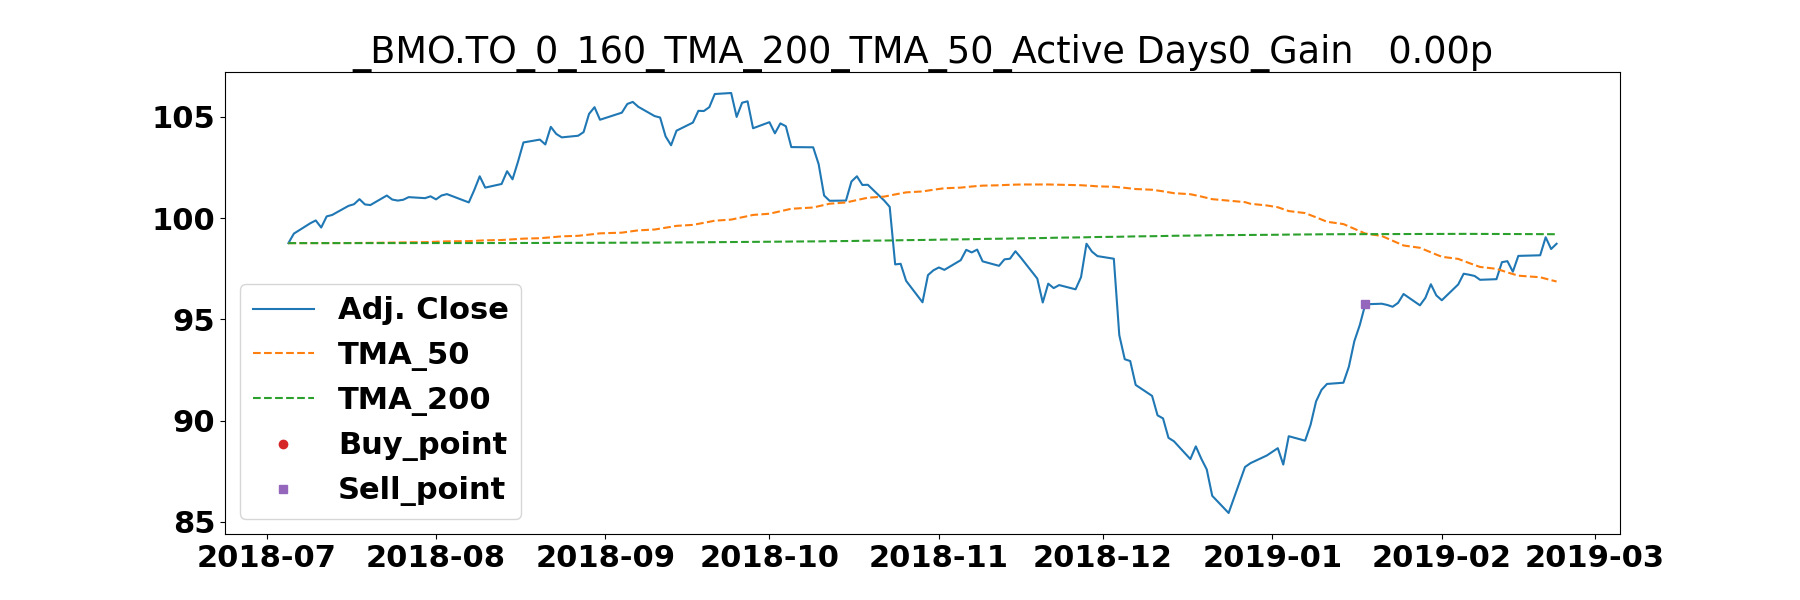 _BMO.TO_0_160_TMA_200_TMA_50_Active Days0_Gain   0.00p
105
100
95
90
85
Adj. Close
TMA_50
TMA_200
Buy_point
Sell_point
2018-07 2018-08 2018-09 2018-10 2018-11 2018-12 2019-01 2019-02 2019-03